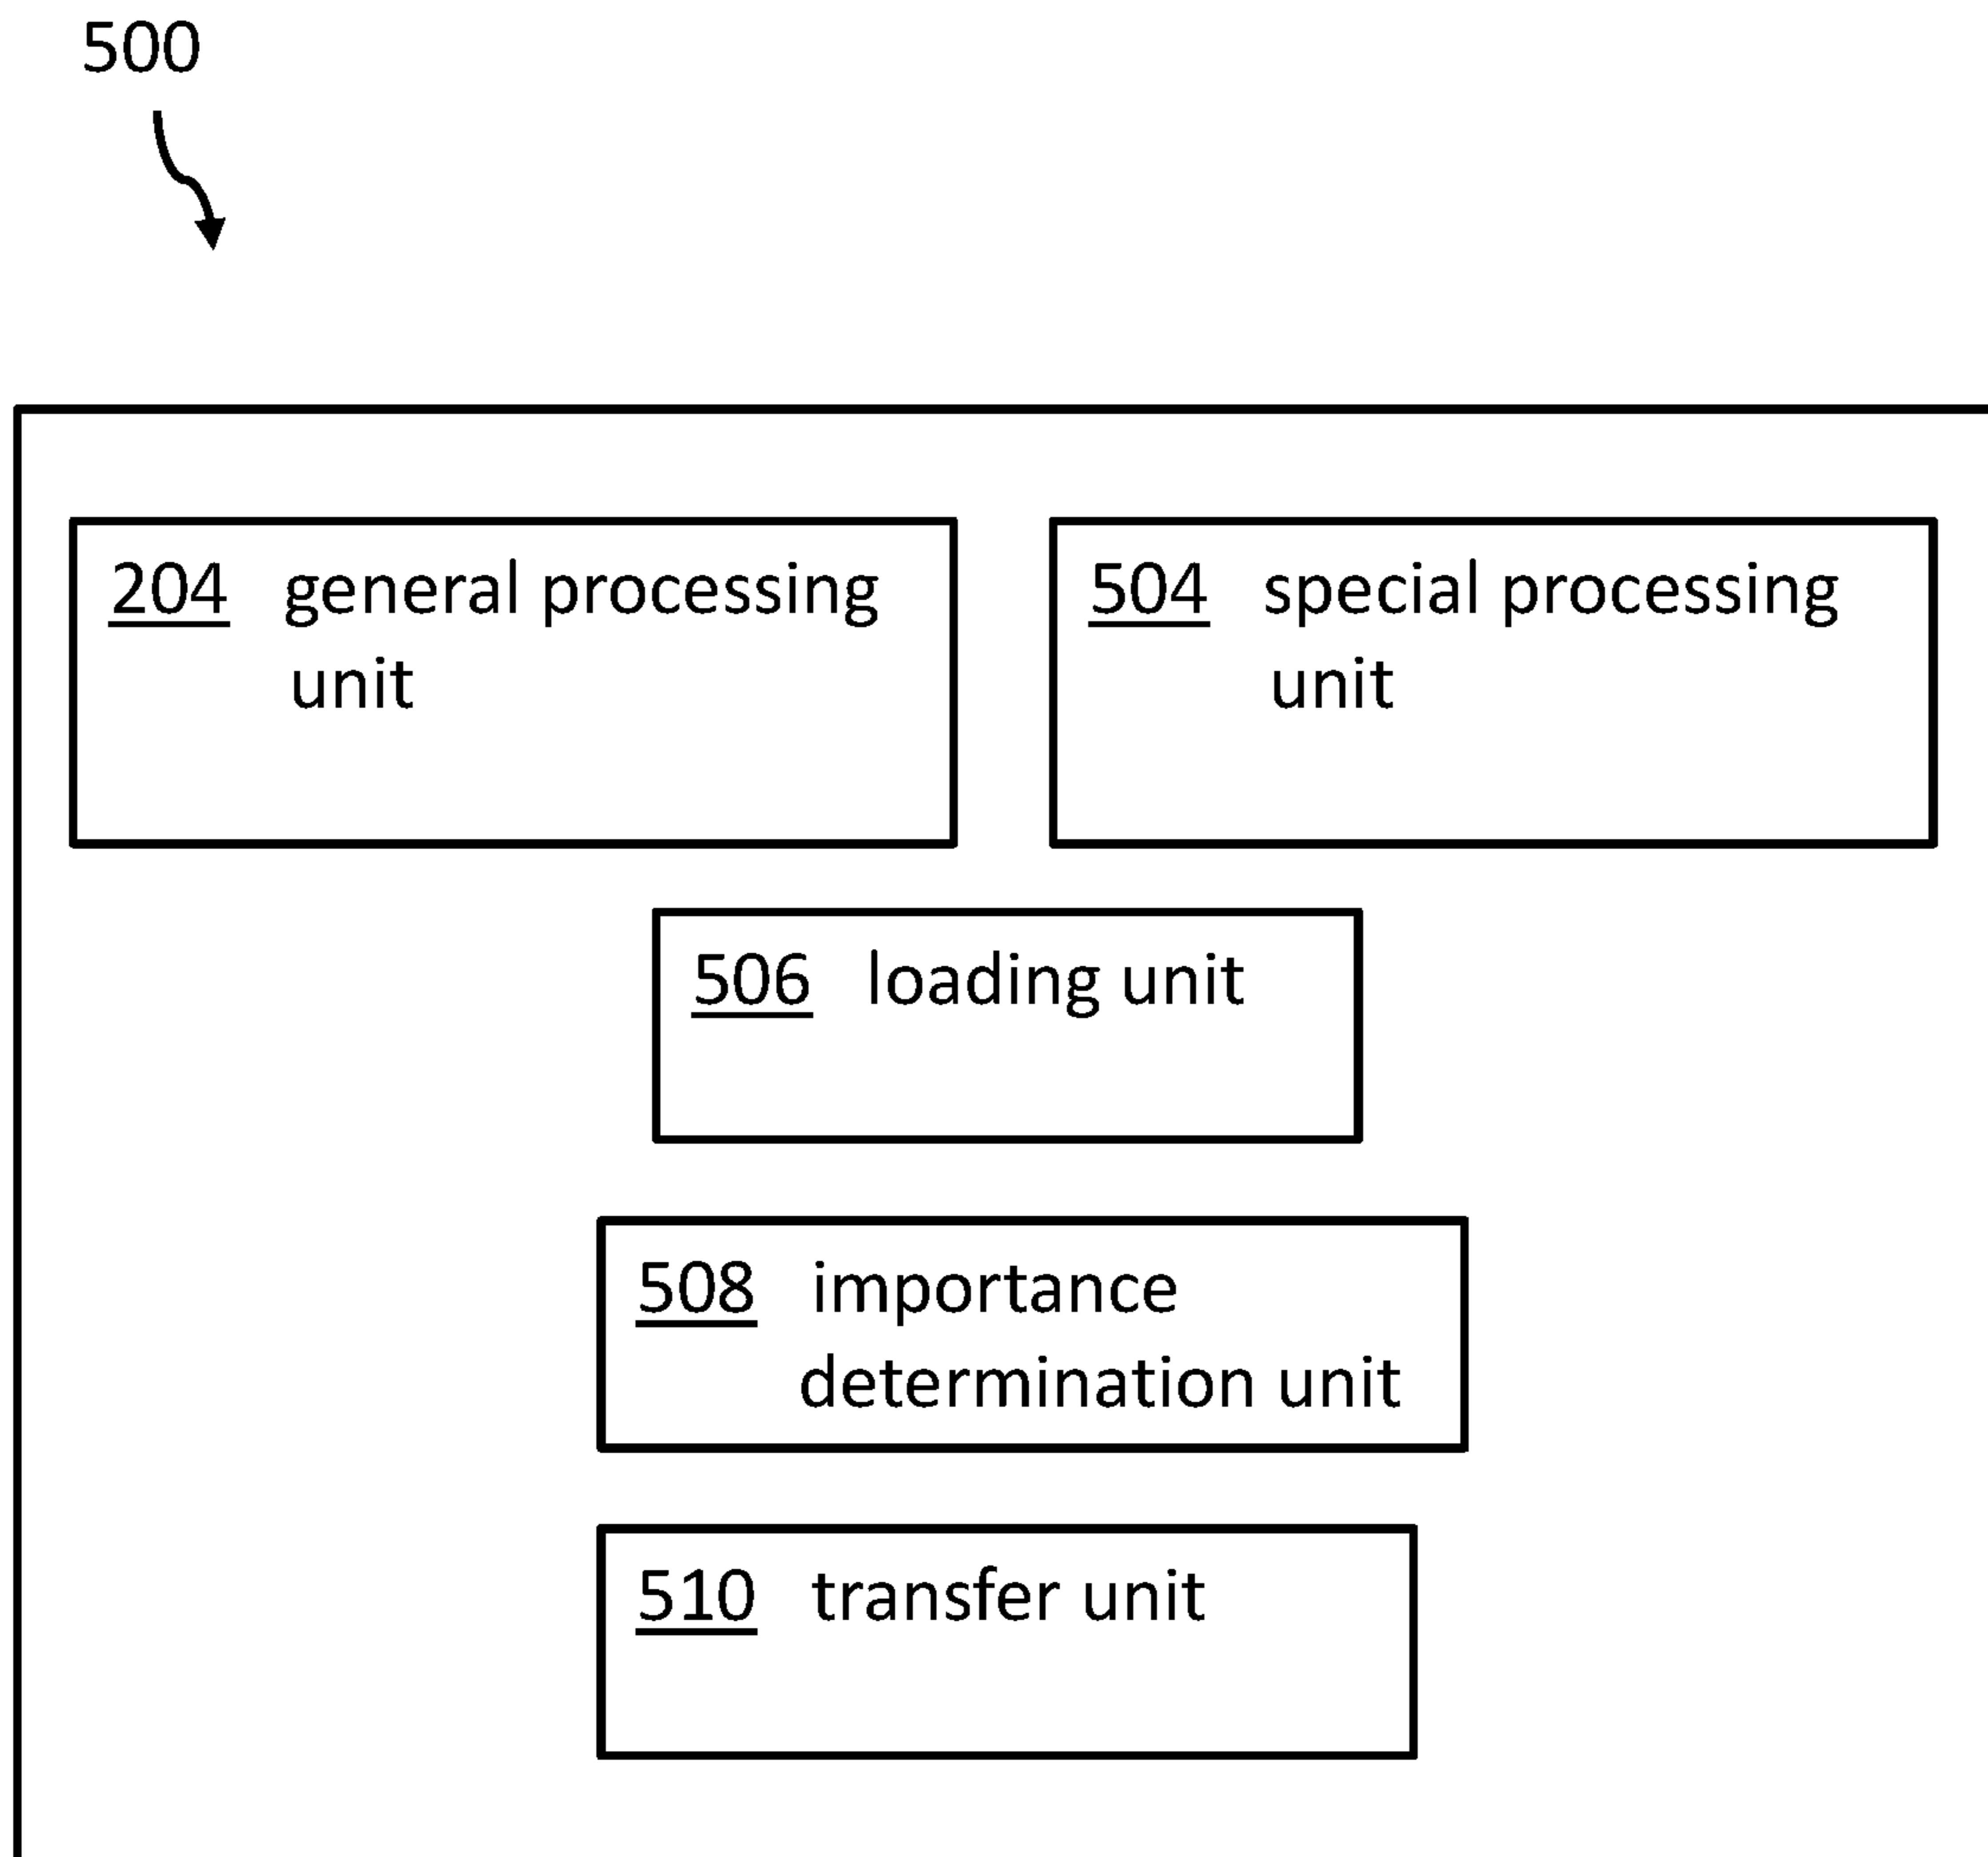 500
204 general processing
unit
504 special processing
unit
506 loading unit
508 importance
determination unit
510 transfer unit